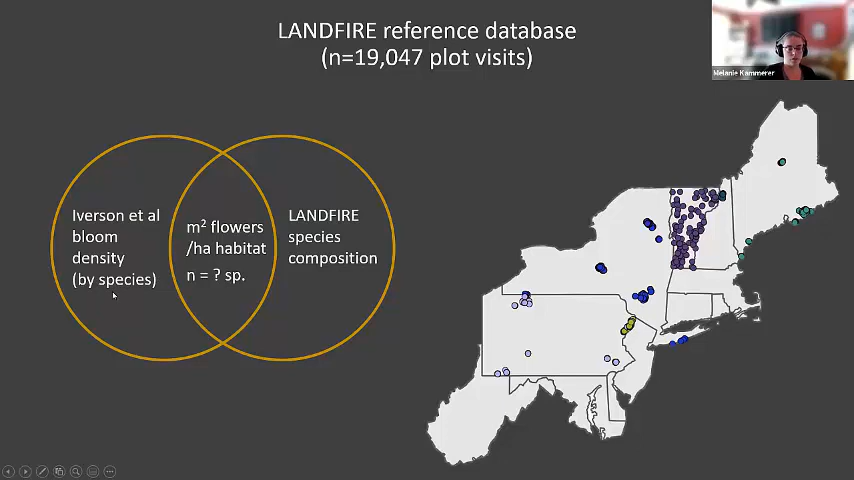 LANDFIRE reference database
(n=19,047 plot visits)
Melanie Kammerer
Iverson et al
bloom
density
(by species)
m² flowers
/ha habitat
n = ? sp.
LANDFIRE
species
composition